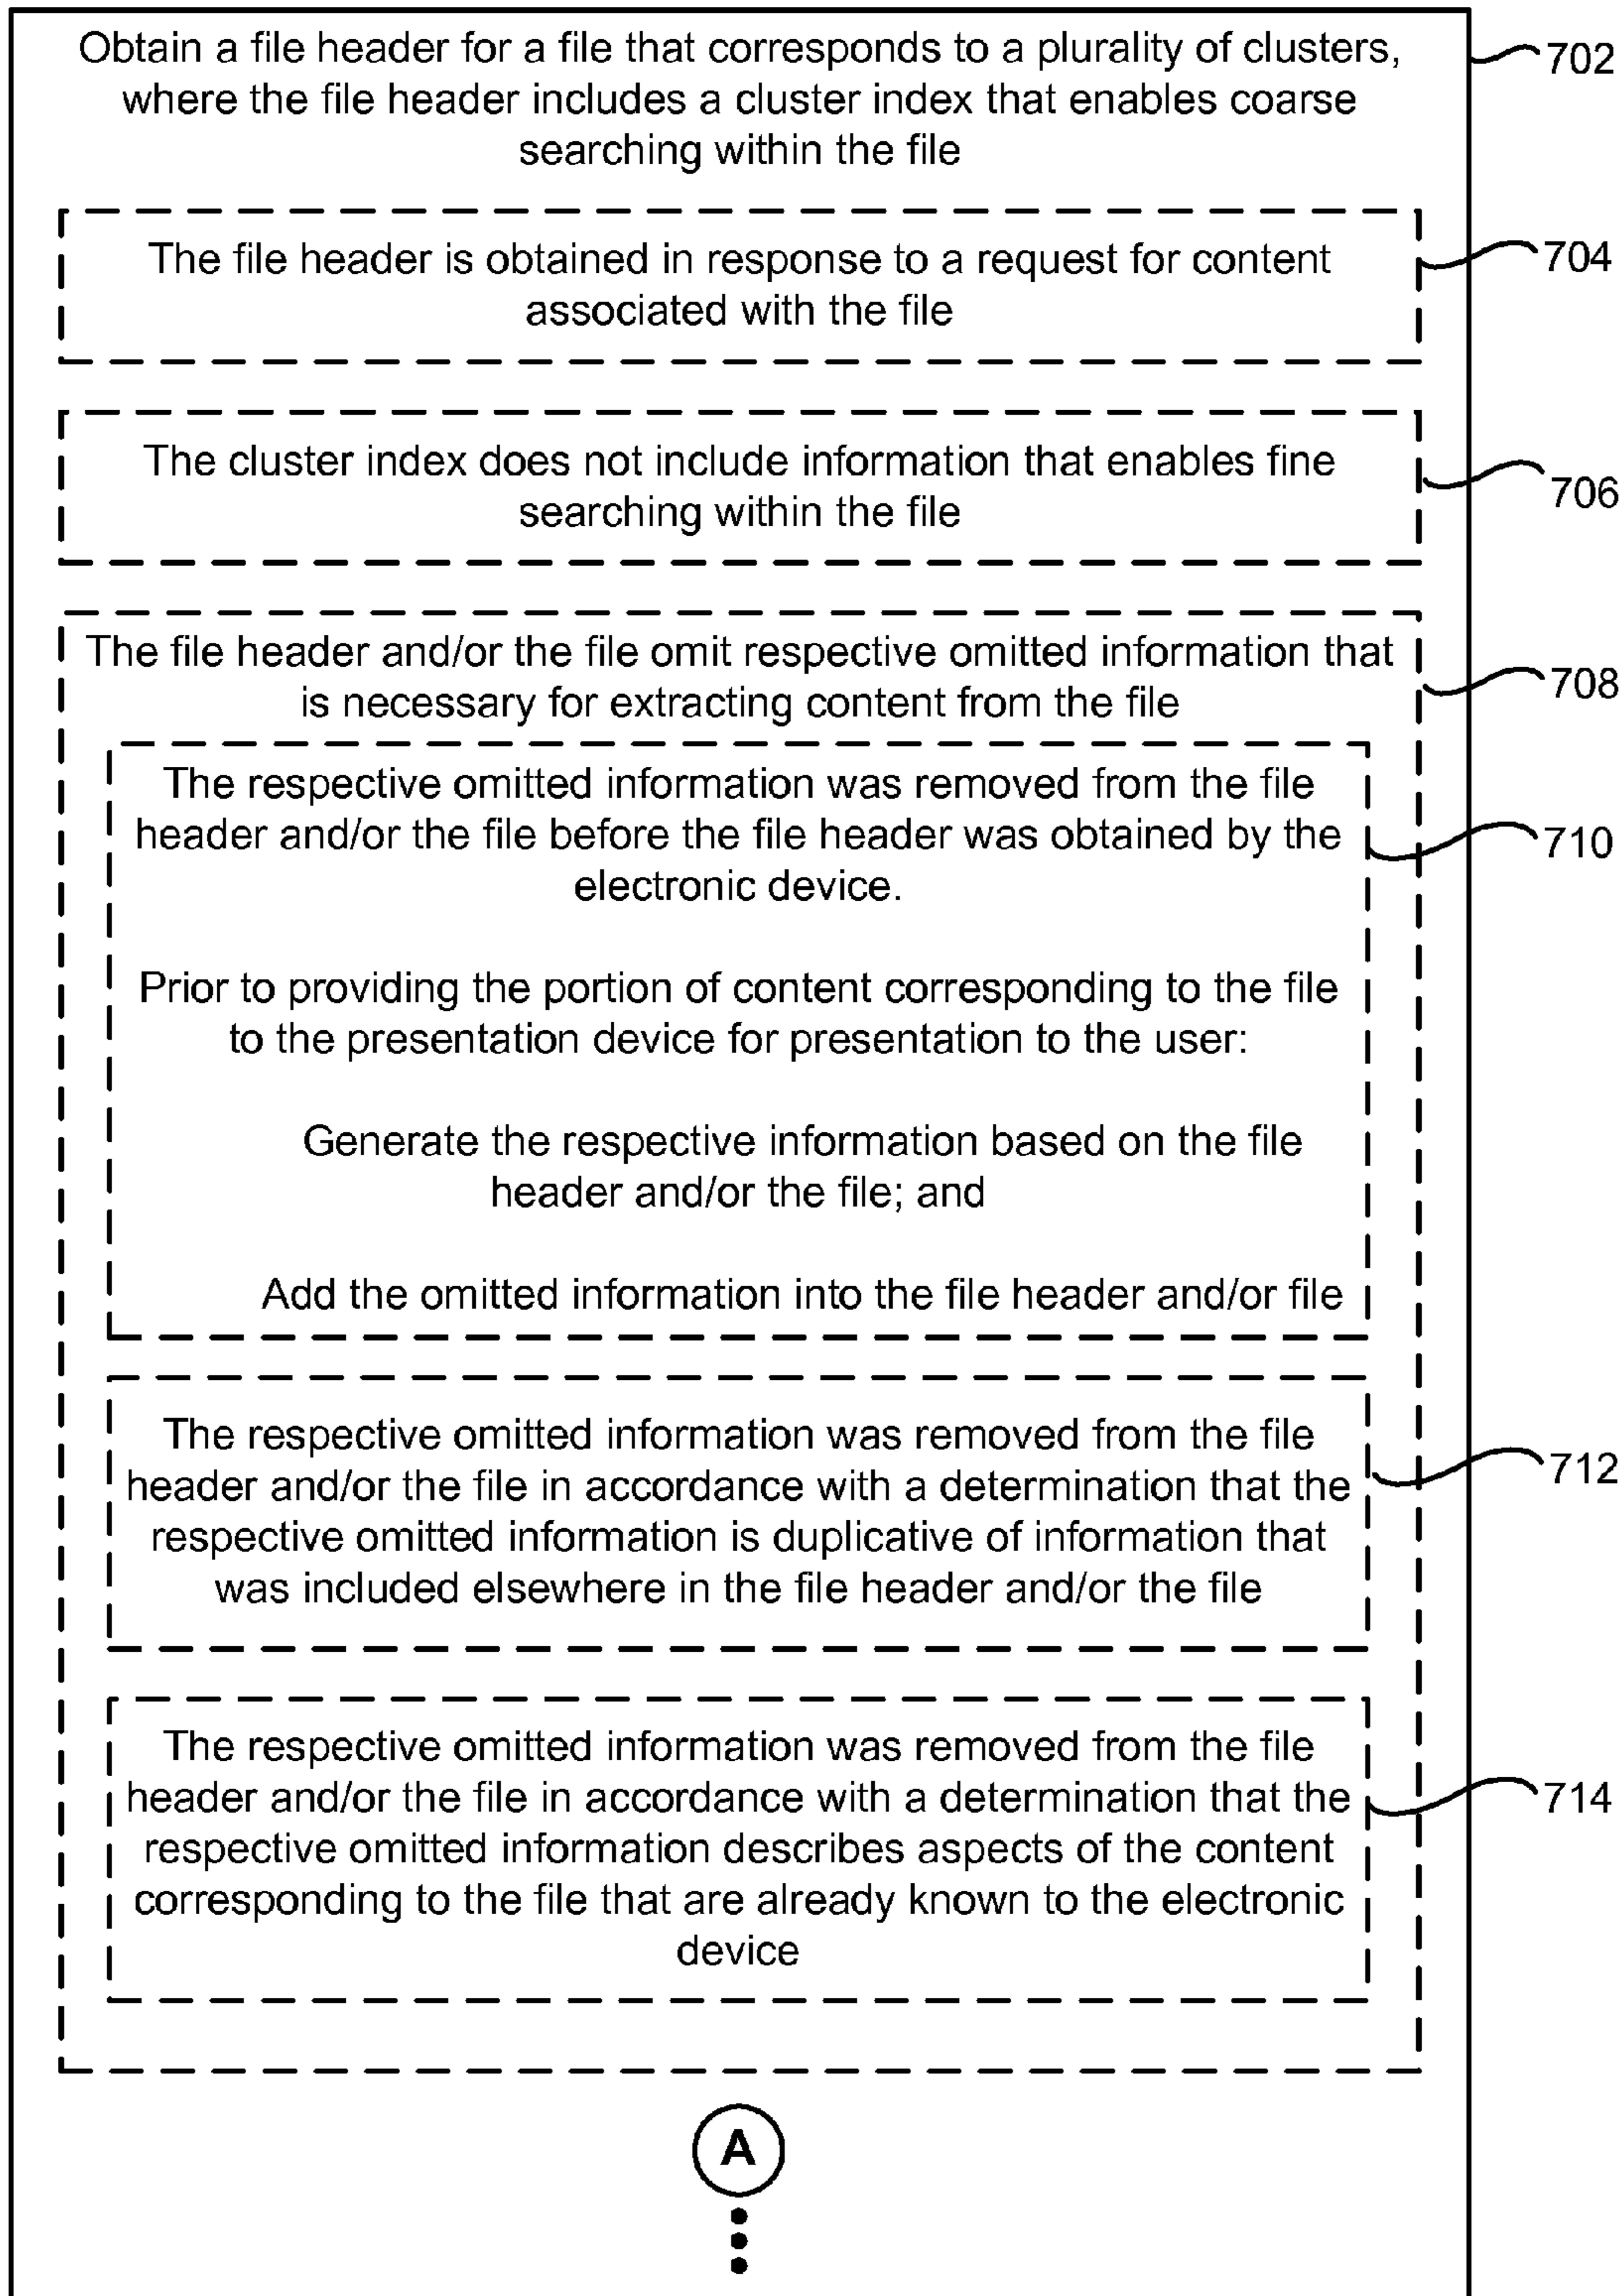 Obtain a file header for a file that corresponds to a plurality of clusters,
where the file header includes a cluster index that enables coarse
searching within the file
702
The file header is obtained in response to a request for content
associated with the file
704
The cluster index does not include information that enables fine
searching within the file
706
The file header and/or the file omit respective omitted information that
is necessary for extracting content from the file
708
The respective omitted information was removed from the file
header and/or the file before the file header was obtained by the
electronic device.
710
Prior to providing the portion of content corresponding to the file
to the presentation device for presentation to the user:
Generate the respective information based on the file
header and/or the file; and
Add the omitted information into the file header and/or file
The respective omitted information was removed from the file
header and/or the file in accordance with a determination that the
respective omitted information is duplicative of information that
was included elsewhere in the file header and/or the file
712
The respective omitted information was removed from the file
header and/or the file in accordance with a determination that the
respective omitted information describes aspects of the content
corresponding to the file that are already known to the electronic
device
714
A